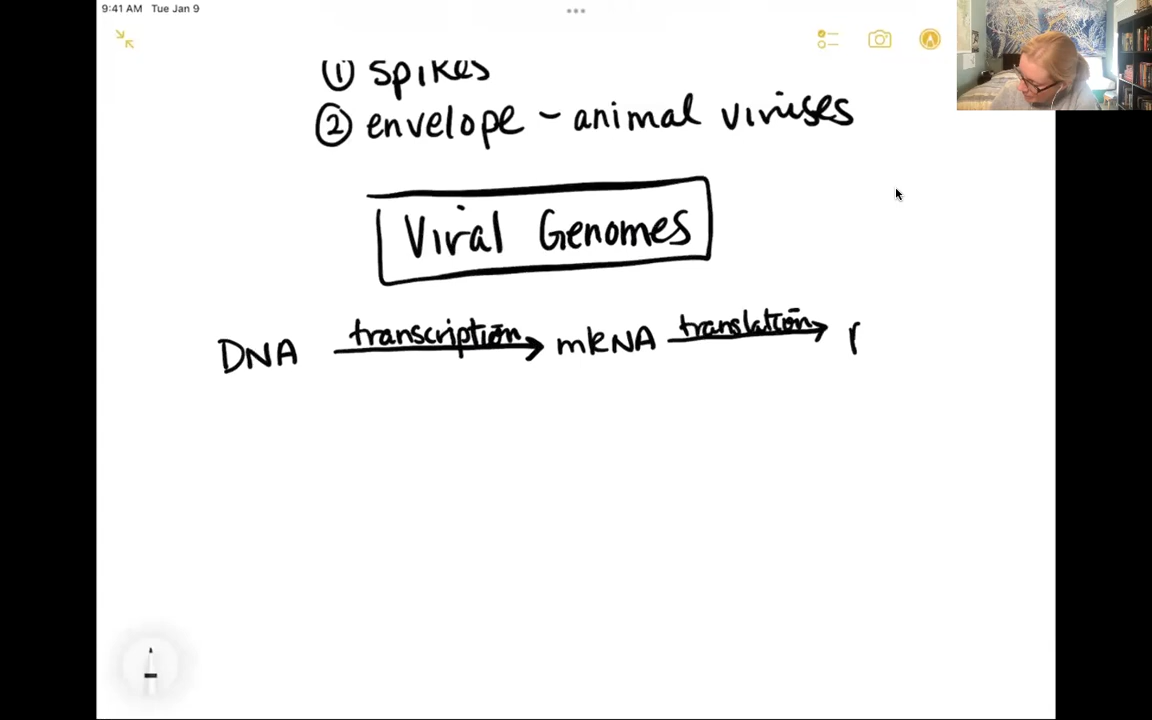 9:41 AM Tue Jan 9
① spikes
② envelope - animal viruses
Viral Genomes
DNA transcription mRNA translation